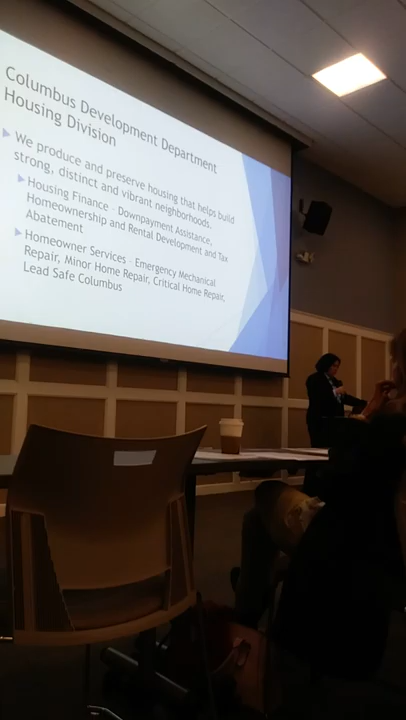 Columbus Development Department
Housing Division
We produce and preserve housing that helps build
strong, distinct and vibrant neighborhoods.
Housing Finance - Downpayment Assistance,
Homeownership and Rental Development and Tax
Abatement
Homeowner Services - Emergency Mechanical
Repair, Minor Home Repair, Critical Home Repair,
Lead Safe Columbus